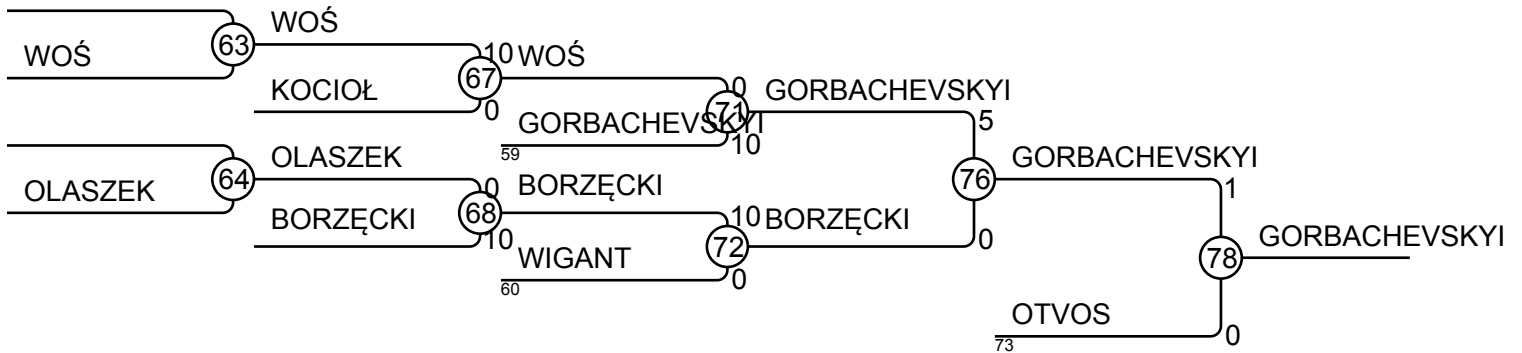 WOŚ
63
WOŚ
10
WOŚ
67
KOCIOŁ
0
0
GORBACHEVSKYI
71
GORBACHEVSKYI
59
10
5
OLASZEK
64
OLASZEK
0
BORZĘCKI
76
GORBACHEVSKYI
1
BORZĘCKI
68
10
10
BORZĘCKI
0
72
WIGANT
60
0
78
GORBACHEVSKYI
OTVOS
73
0